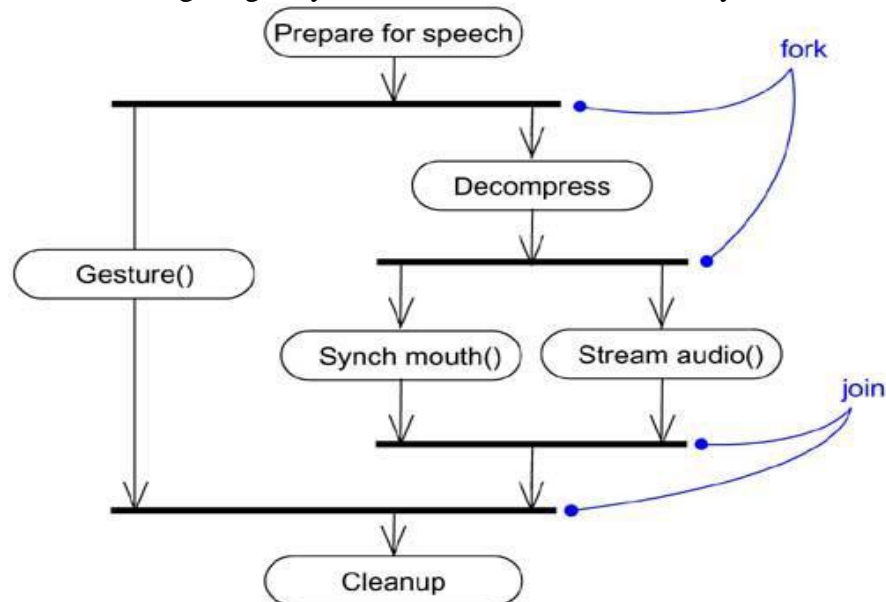 Prepare for speech
fork
Decompress
Gesture()
Synch mouth()
Stream audio()
join
Cleanup